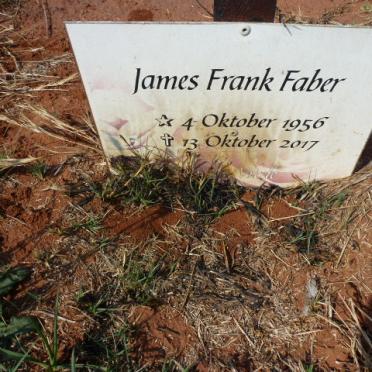 James Frank Faber
☆ 4 Oktober 1956
✝ 13 Oktober 2017